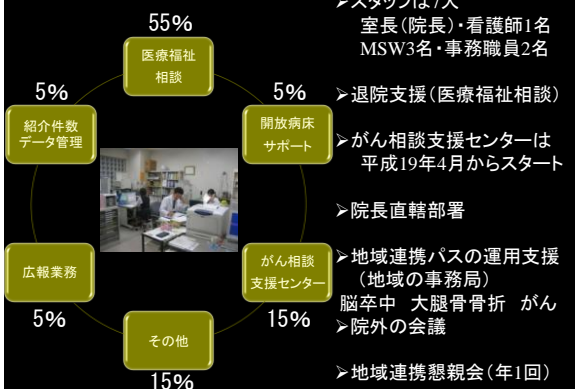 55%
医療福祉
相談
5%
紹介件数
データ管理
5%
開放病床
サポート
広報業務
5%
がん相談
支援センター
15%
その他
15%
➢スタッフは7人
室長(院長)・看護師1名
MSW3名・事務職員2名
➢退院支援(医療福祉相談)
➢がん相談支援センターは
平成19年4月からスタート
➢院長直轄部署
➢地域連携パスの運用支援
(地域の事務局)
脳卒中 大腿骨骨折 がん
➢院外の会議
➢地域連携懇親会(年1回)